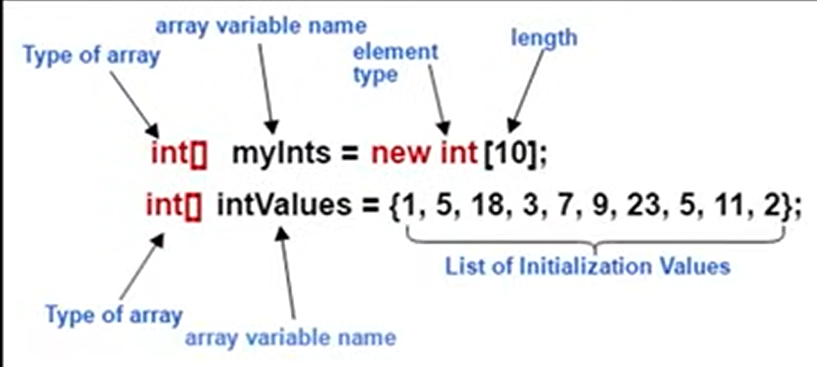 array variable name
Type of array
element
type
length
int[] myInts = new int [10];
int[] intValues = {1, 5, 18, 3, 7, 9, 23, 5, 11, 2};
List of Initialization Values
Type of array
array variable name